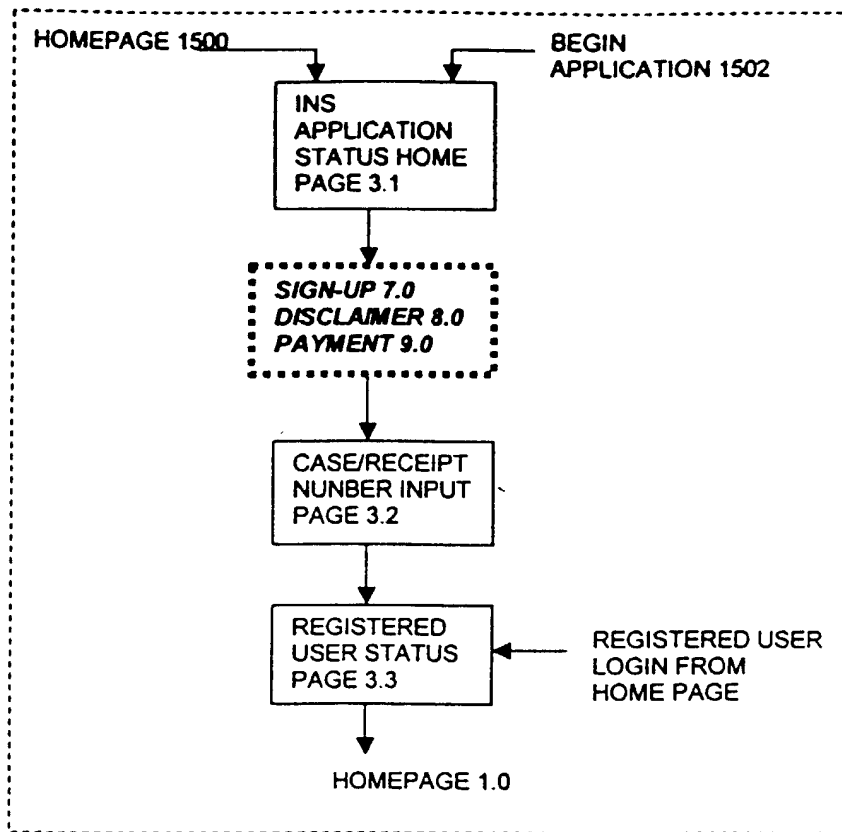 HOMEPAGE 1500
BEGIN
APPLICATION 1502
INS
APPLICATION
STATUS HOME
PAGE 3.1
SIGN-UP 7.0
DISCLAIMER 8.0
PAYMENT 9.0
CASE/RECEIPT
NUNBER INPUT
PAGE 3.2
REGISTERED
USER STATUS
PAGE 3.3
REGISTERED USER
LOGIN FROM
HOME PAGE
HOMEPAGE 1.0